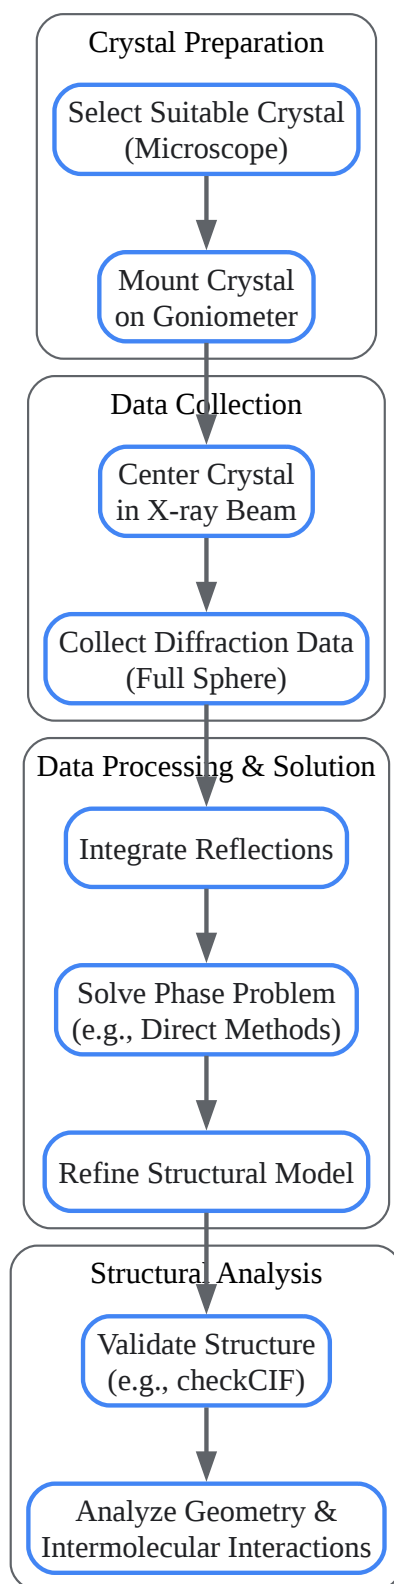 Crystal Preparation
Select Suitable Crystal
(Microscope)
Mount Crystal
on Goniometer
Data Collection
Center Crystal
in X-ray Beam
Collect Diffraction Data
(Full Sphere)
Data Processing & Solution
Integrate Reflections
Solve Phase Problem
(e.g., Direct Methods)
Refine Structural Model
Structural Analysis
Validate Structure
(e.g., checkCIF)
Analyze Geometry &
Intermolecular Interactions